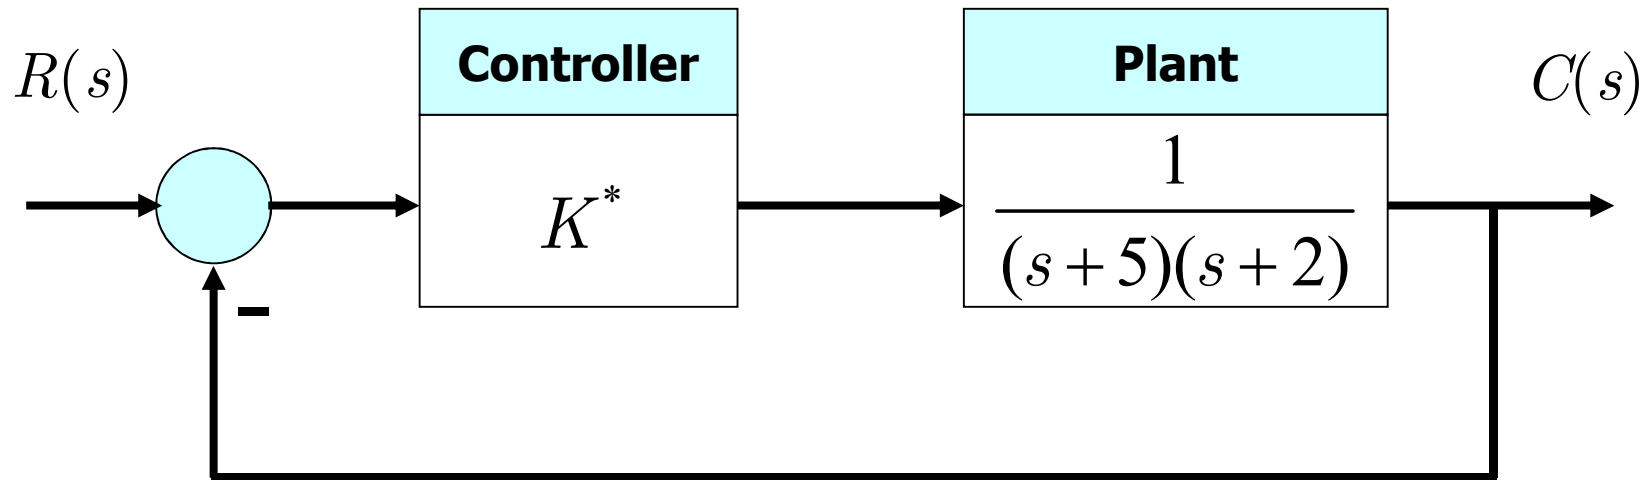 R(s)
Controller
Plant
C(s)
K*
1
(s+5)(s+2)
-